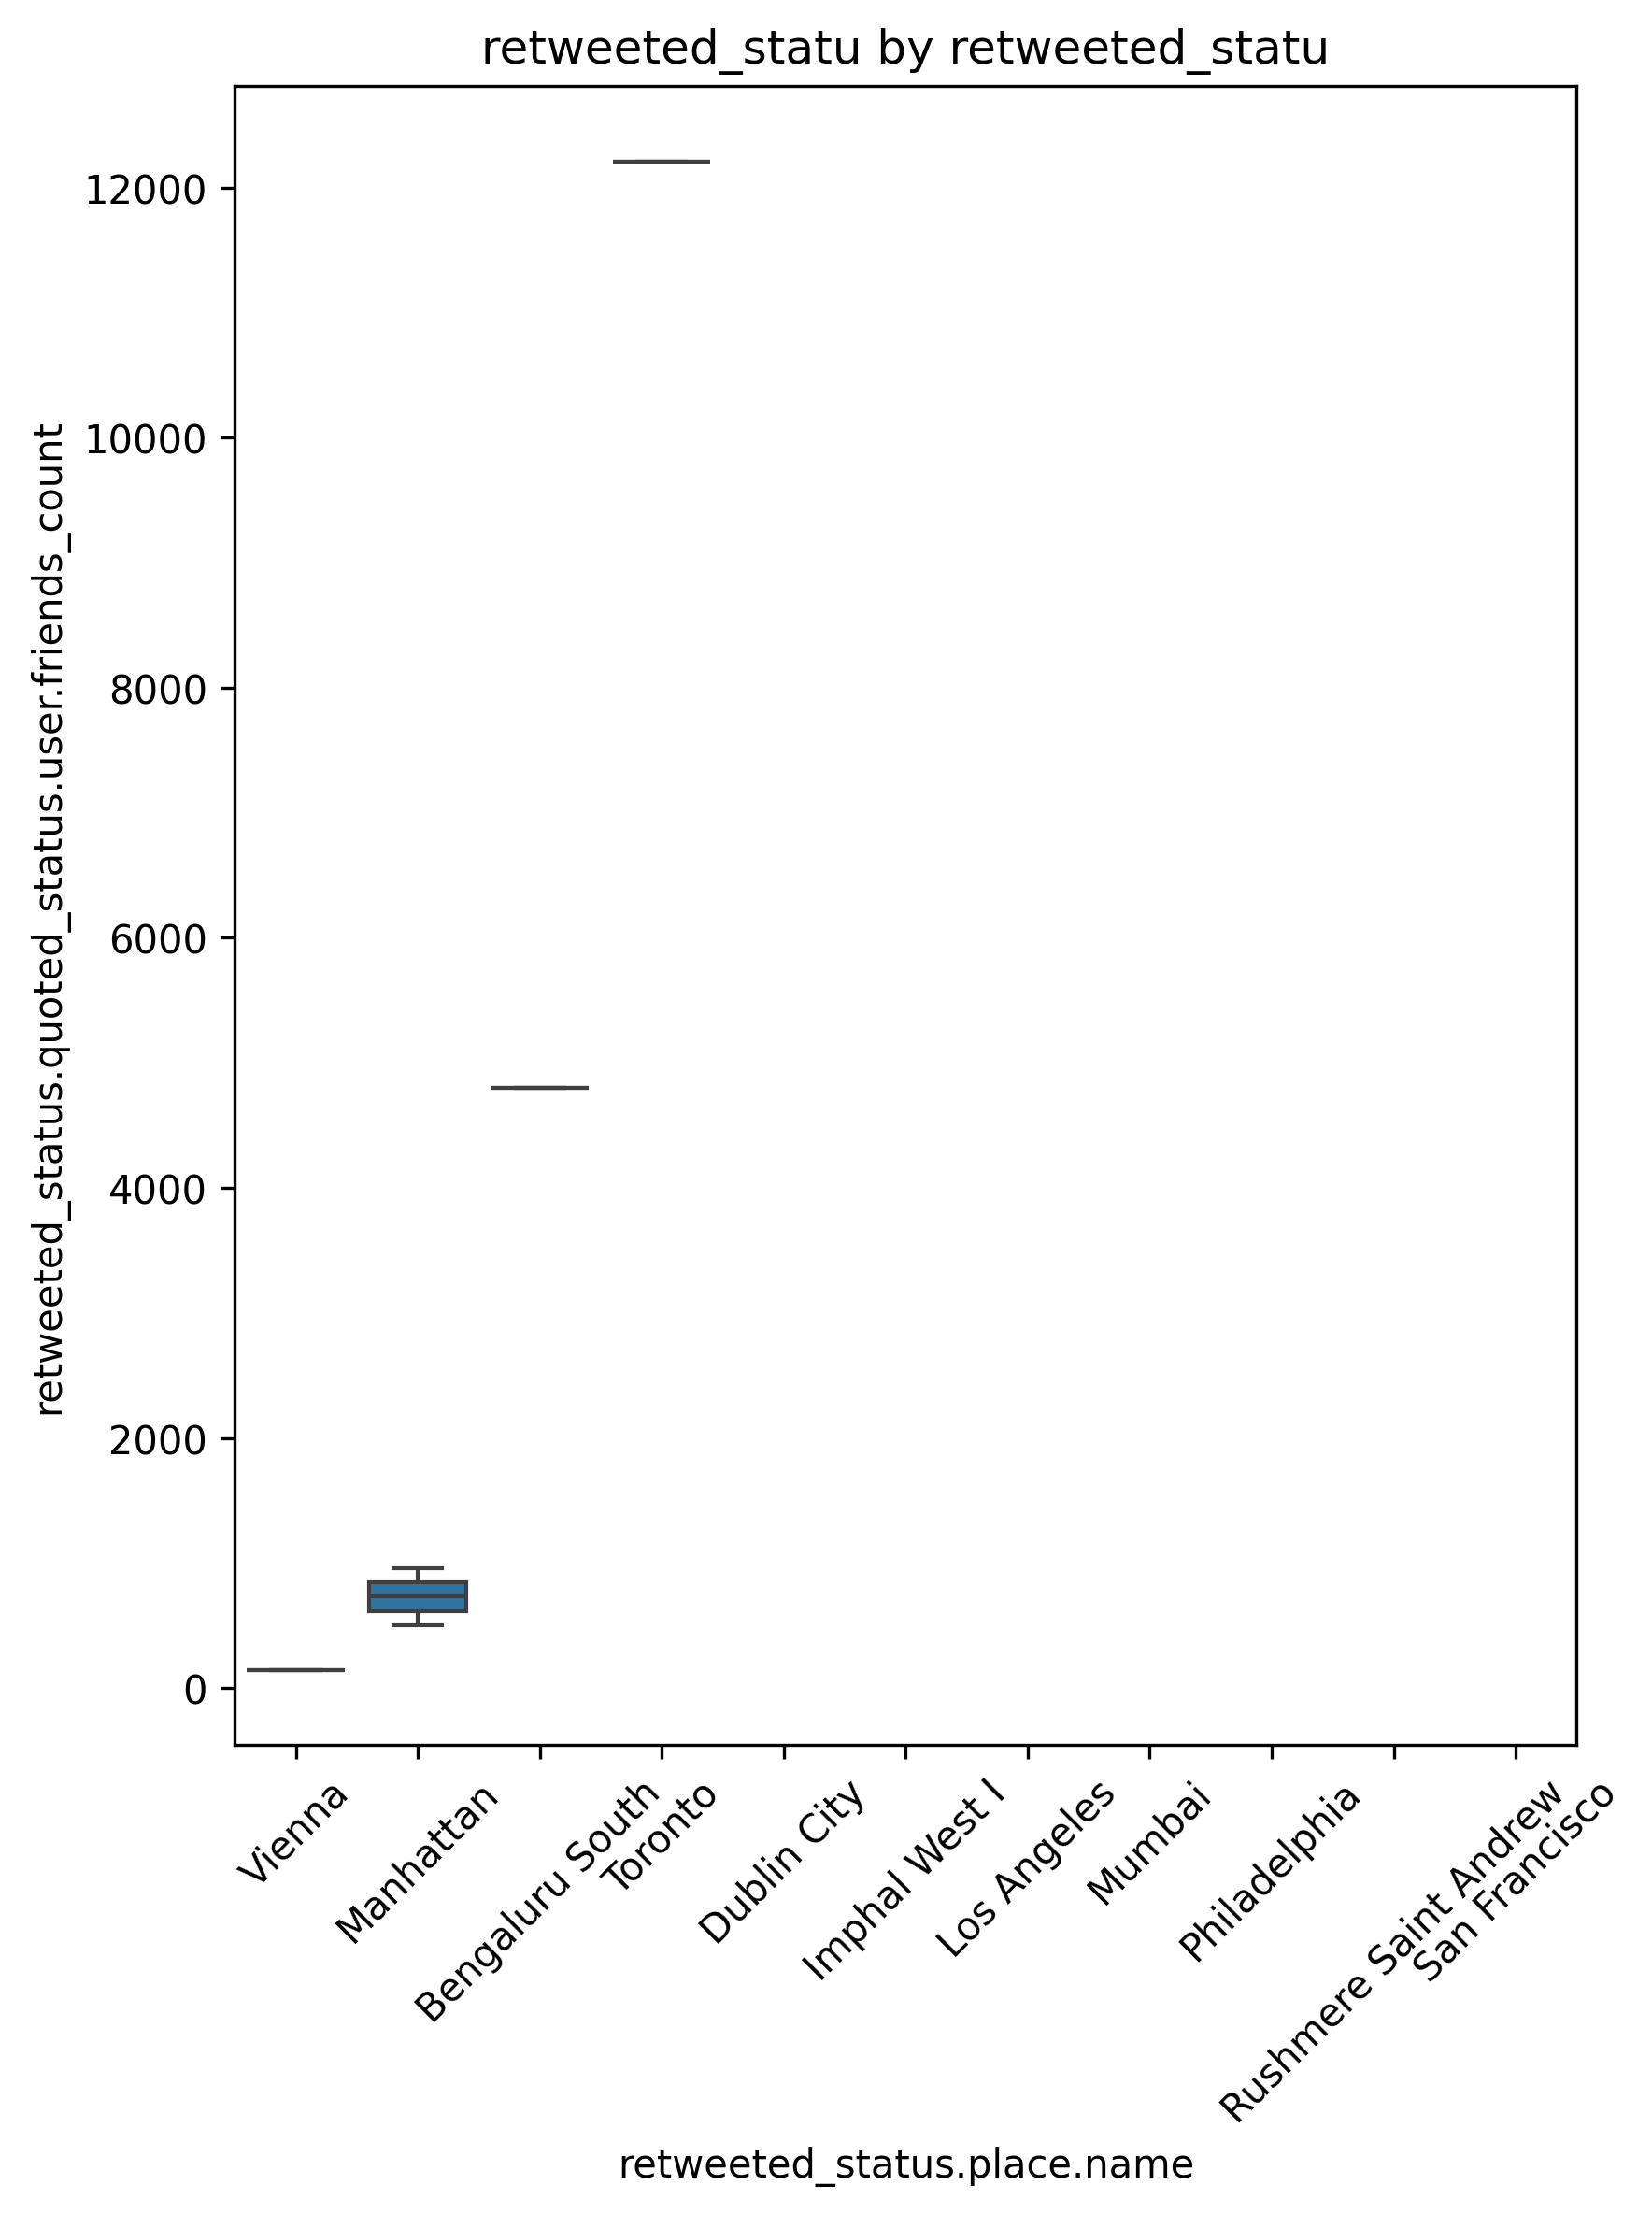 retweeted_statu by retweeted_statu
retweeted_status.quoted_status.user.friends_count
12000
10000
8000
6000
4000
2000
0
Vienna
Manhattan
Bengaluru South
Toronto
Dublin City
Imphal West I
Los Angeles
Mumbai
Philadelphia
Rushmere Saint Andrew
San Francisco
retweeted_status.place.name